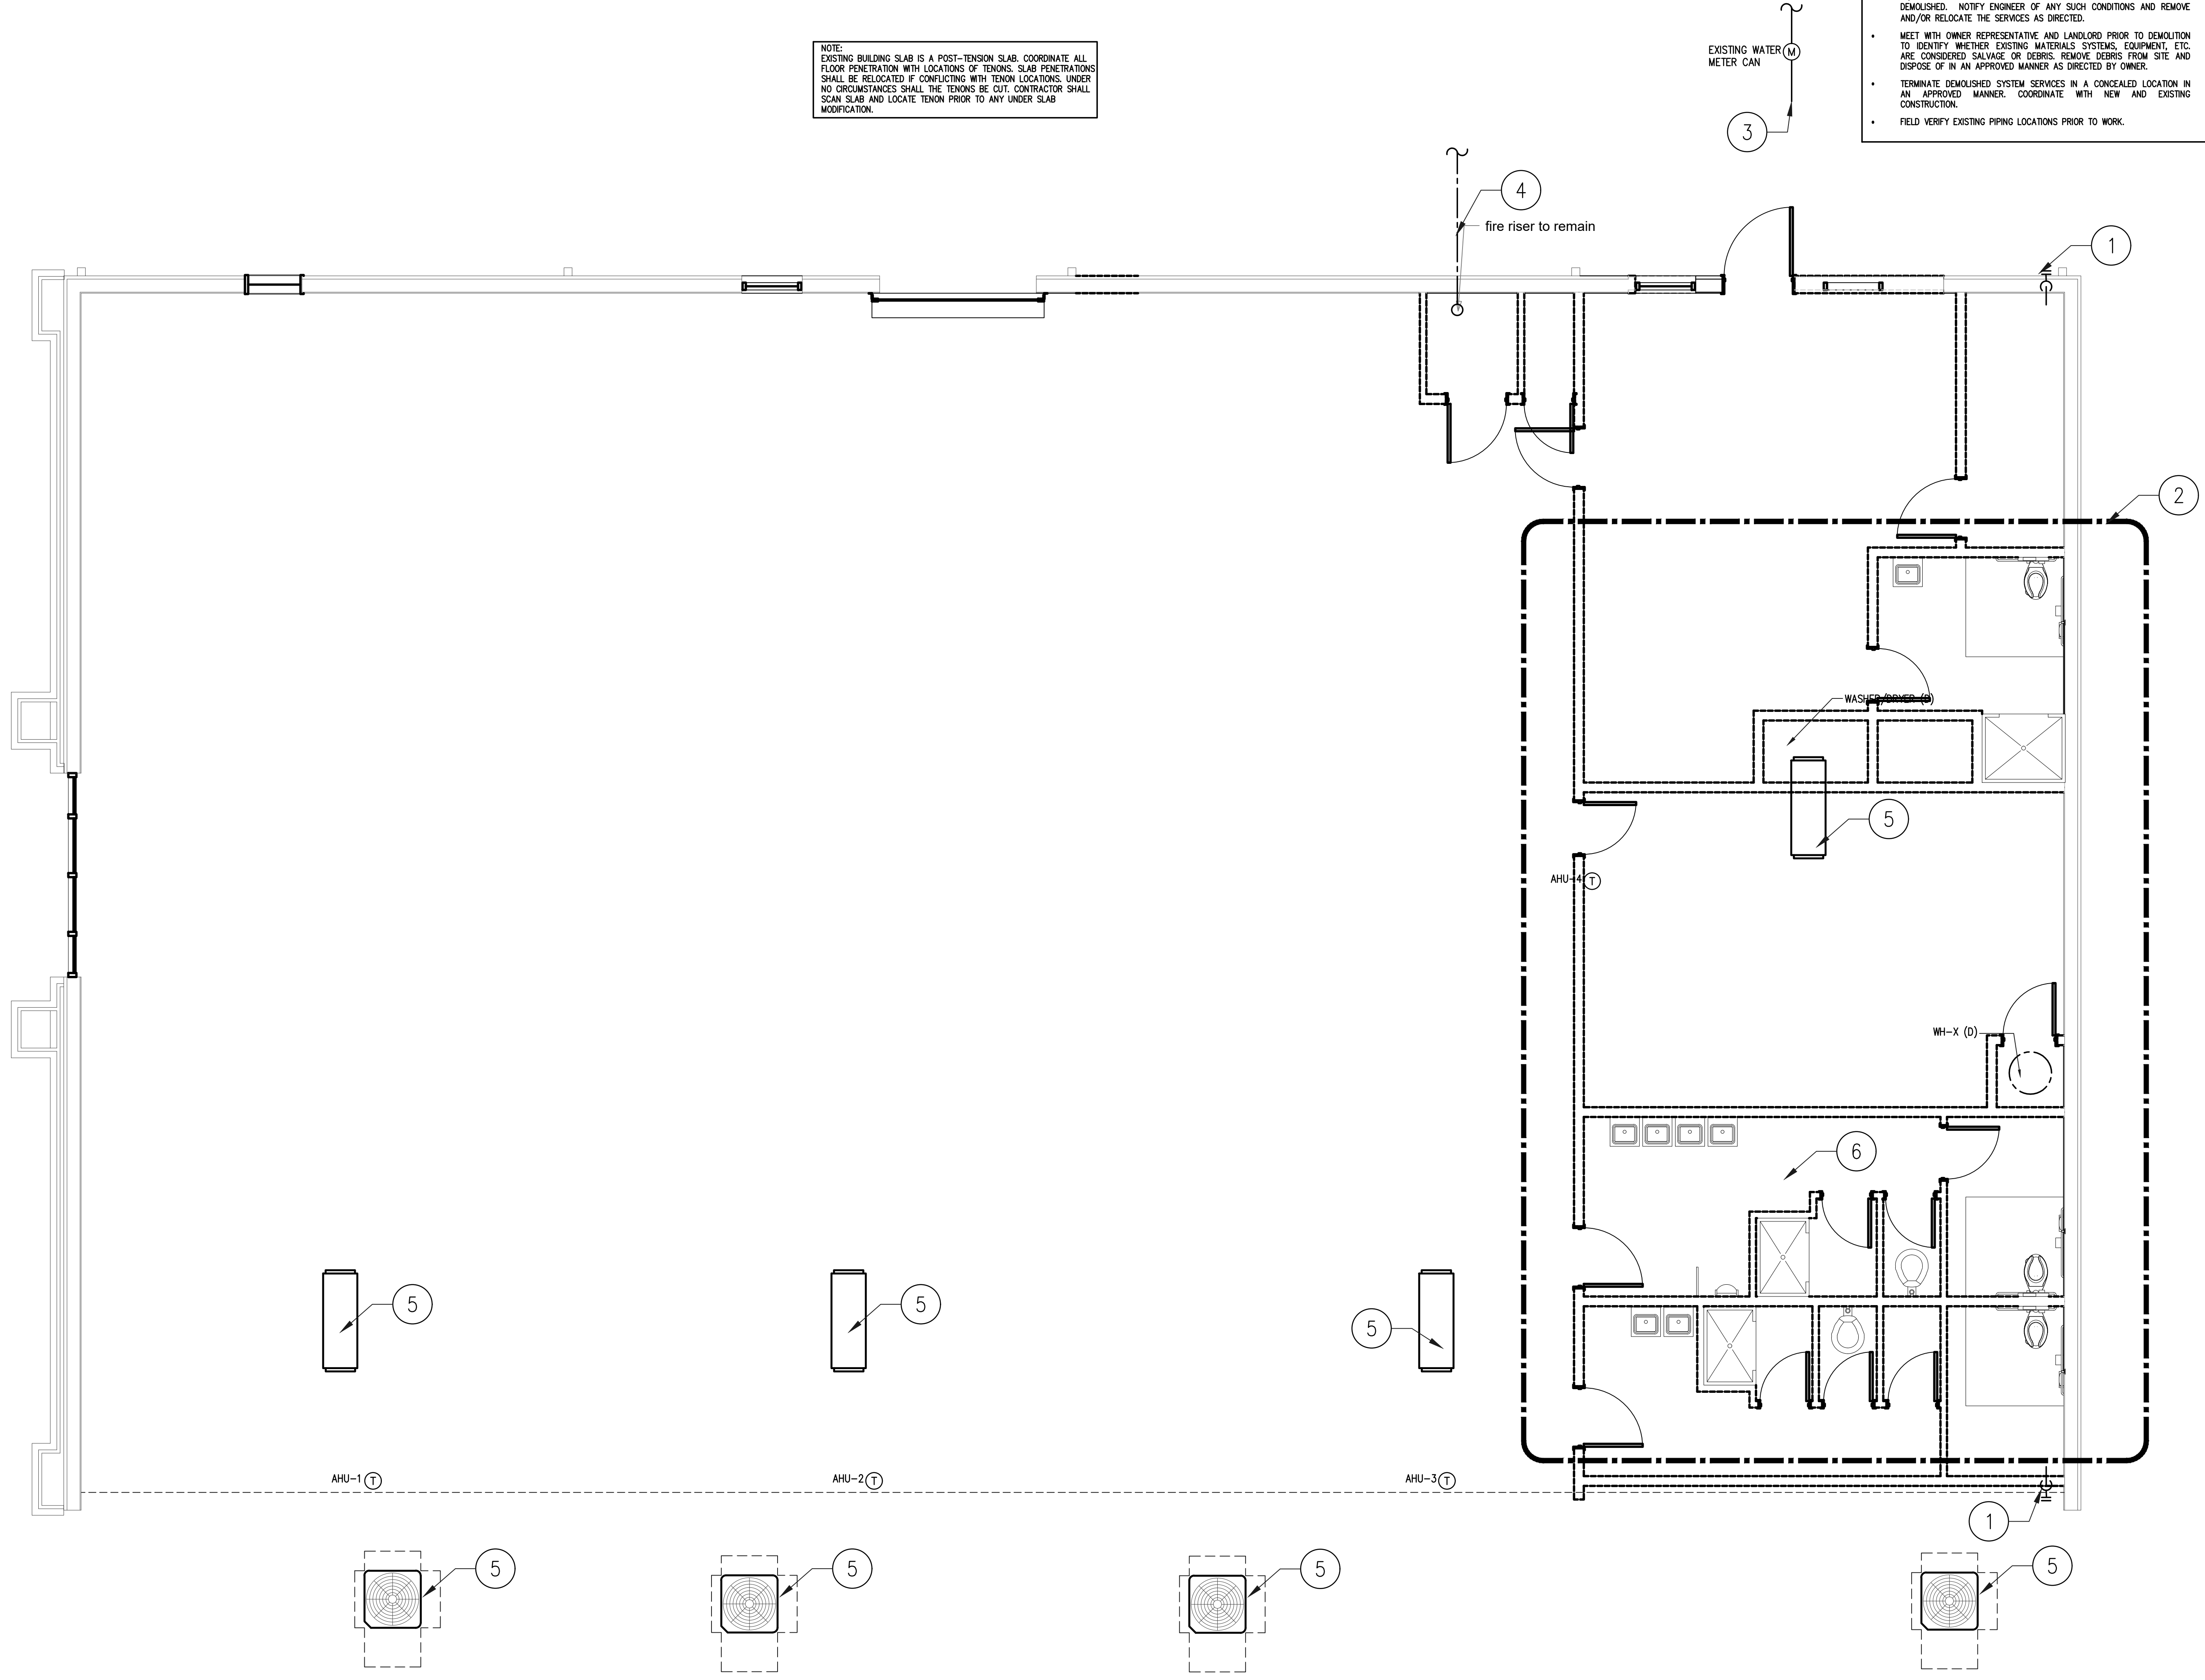 DEMOLISHED. NOTIFY ENGINEER OF ANY SUCH CONDITIONS AND REMOVE
AND/OR RELOCATE THE SERVICES AS DIRECTED.
• MEET WITH OWNER REPRESENTATIVE AND LANDLORD PRIOR TO DEMOLITION
TO IDENTIFY WHETHER EXISTING MATERIALS SYSTEMS, EQUIPMENT, ETC.
ARE CONSIDERED SALVAGE OR DEBRIS. REMOVE DEBRIS FROM SITE AND
DISPOSE OF IN AN APPROVED MANNER AS DIRECTED BY OWNER.
• TERMINATE DEMOLISHED SYSTEM SERVICES IN A CONCEALED LOCATION IN
AN APPROVED MANNER. COORDINATE WITH NEW AND EXISTING
CONSTRUCTION.
• FIELD VERIFY EXISTING PIPING LOCATIONS PRIOR TO WORK.
NOTE:
EXISTING BUILDING SLAB IS A POST-TENSION SLAB. COORDINATE ALL
FLOOR PENETRATION WITH LOCATIONS OF TENONS. SLAB PENETRATIONS
SHALL BE RELOCATED IF CONFLICTING WITH TENON LOCATIONS. UNDER
NO CIRCUMSTANCES SHALL THE TENONS BE CUT. CONTRACTOR SHALL
SCAN SLAB AND LOCATE TENON PRIOR TO ANY UNDER SLAB
MODIFICATION.
EXISTING WATER M
METER CAN
3
4
fire riser to remain
1
2
WASHER/DRYER (D)
5
AHU-4 T
WH-X (D)
6
5
5
5
AHU-1 T
AHU-2 T
AHU-3 T
1
5
5
5
5